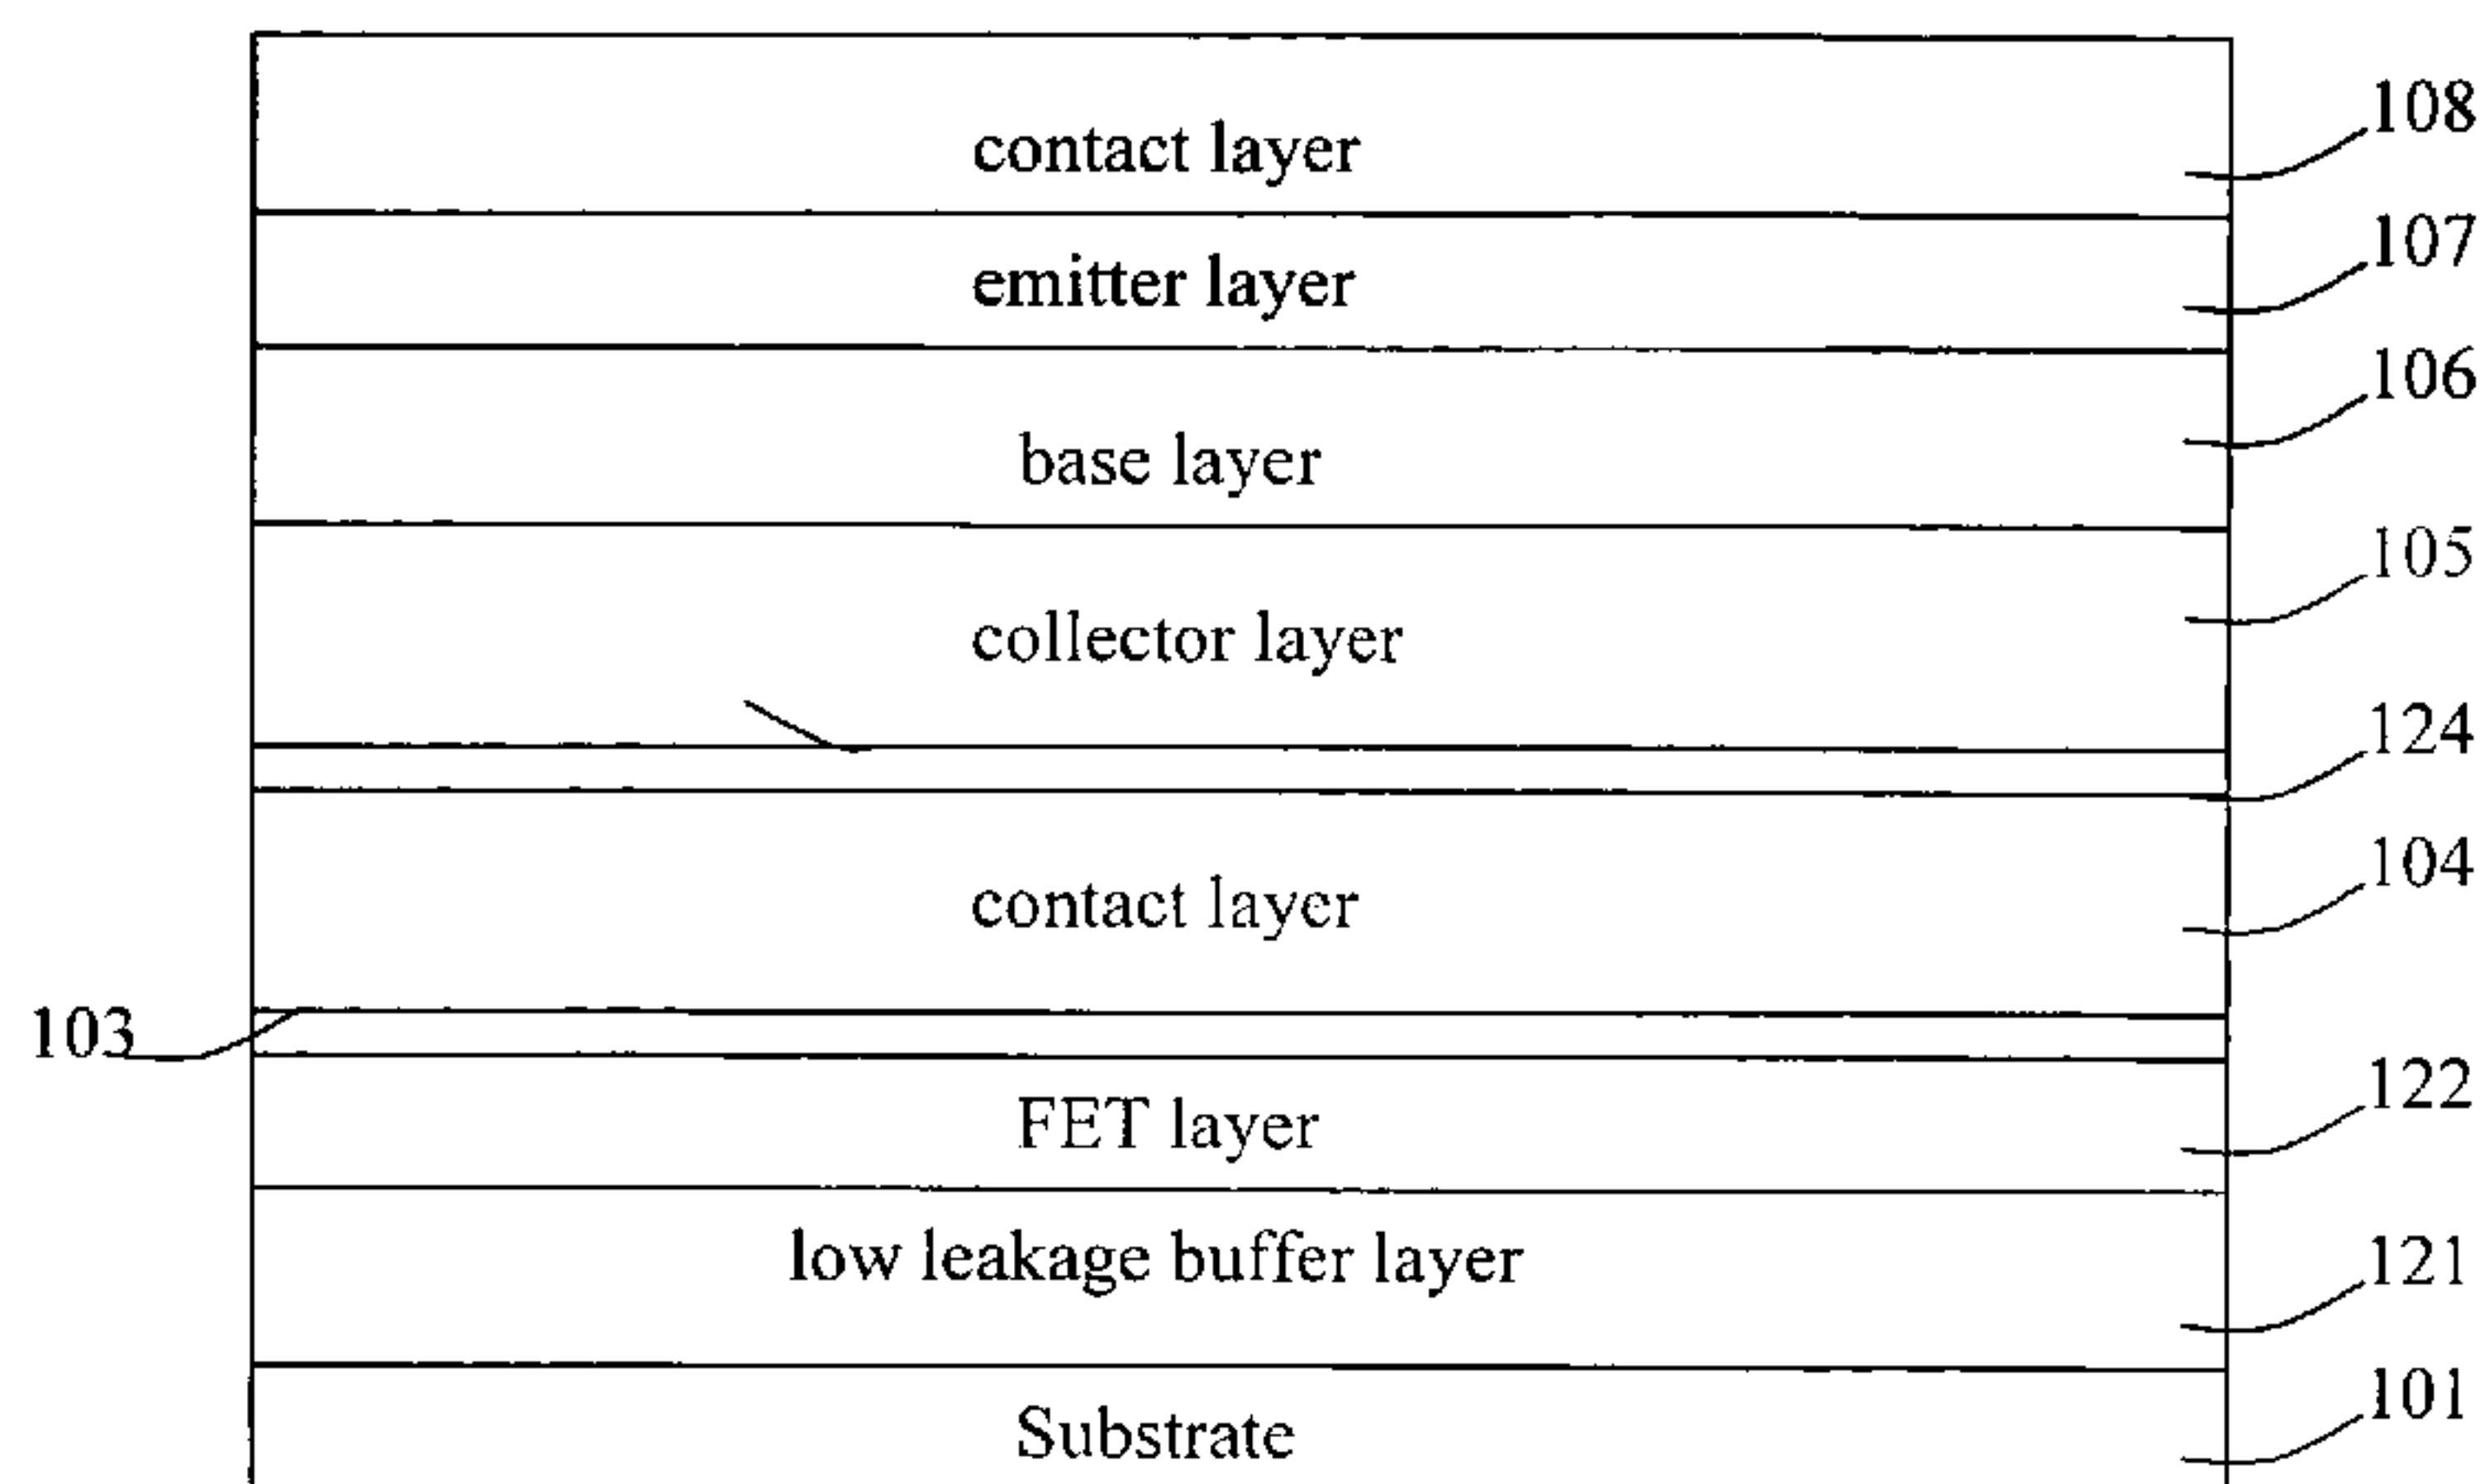 108
contact layer
107
emitter layer
106
base layer
105
collector layer
124
104
contact layer
103
122
FET layer
low leakage buffer layer
121
101
Substrate